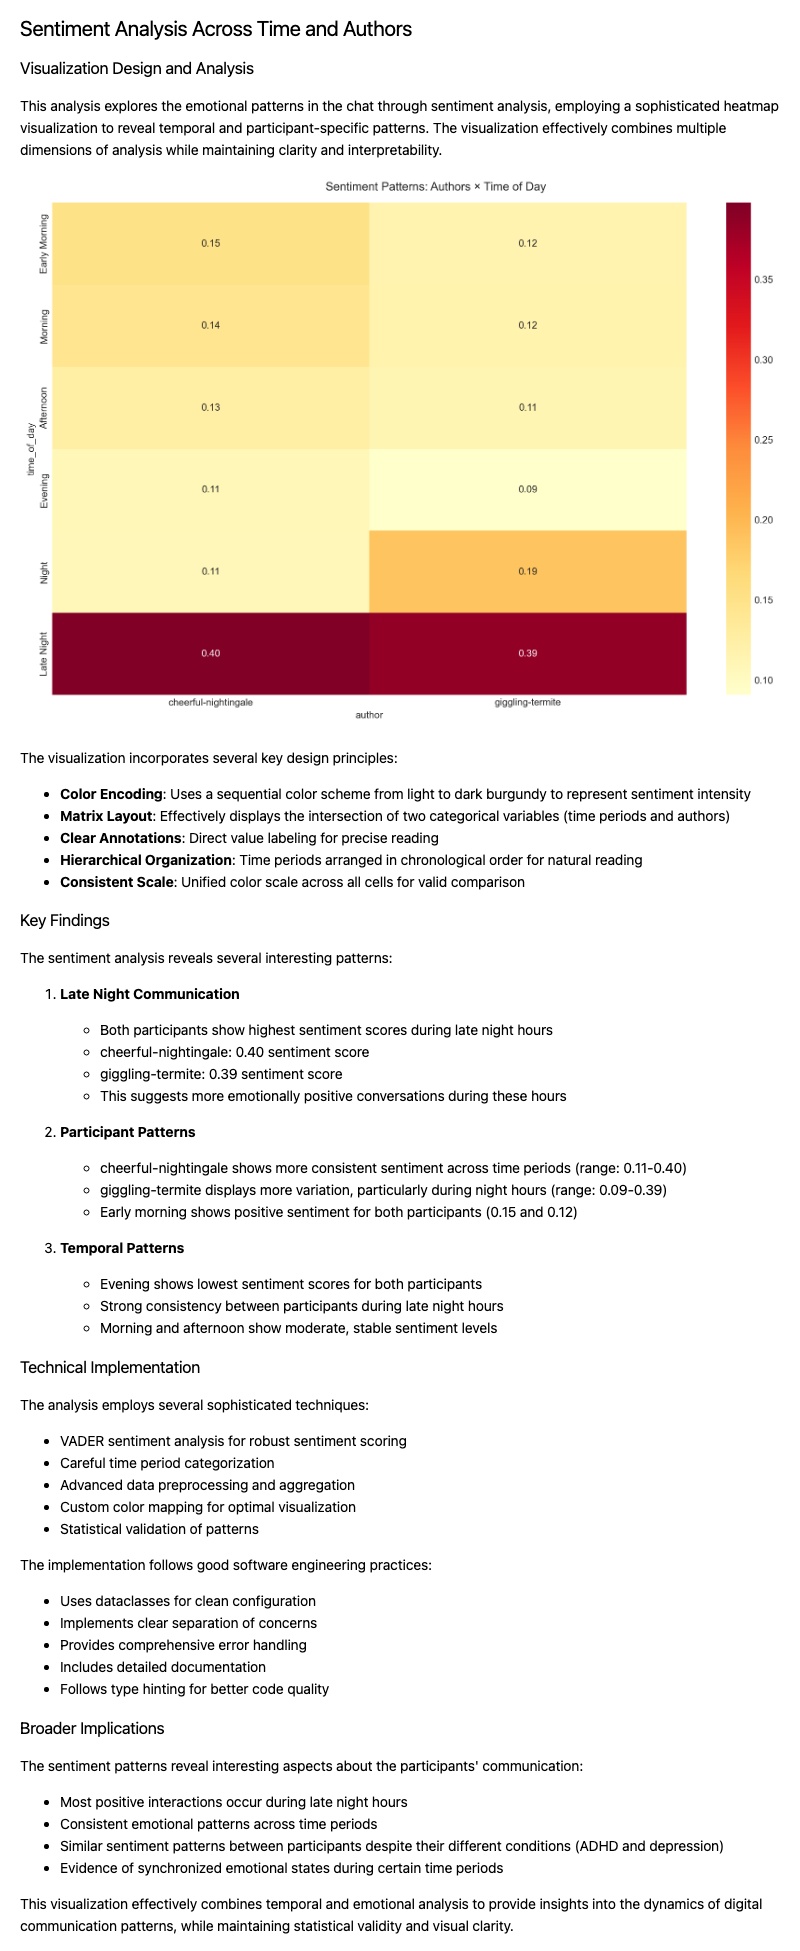 Sentiment Analysis Across Time and Authors
Visualization Design and Analysis
This analysis explores the emotional patterns in the chat through sentiment analysis, employing a sophisticated heatmap
visualization to reveal temporal and participant-specific patterns. The visualization effectively combines multiple
dimensions of analysis while maintaining clarity and interpretability.
Sentiment Patterns: Authors × Time of Day
Early Morning
0.15
0.12
Morning
0.14
0.12
Afternoon
0.13
0.11
time_of_day
Evening
0.11
0.09
Night
0.11
0.19
Late Night
0.40
0.39
cheerful-nightingale
giggling-termite
author
0.35
0.30
0.25
0.20
0.15
0.10
The visualization incorporates several key design principles:
• Color Encoding: Uses a sequential color scheme from light to dark burgundy to represent sentiment intensity
• Matrix Layout: Effectively displays the intersection of two categorical variables (time periods and authors)
• Clear Annotations: Direct value labeling for precise reading
• Hierarchical Organization: Time periods arranged in chronological order for natural reading
• Consistent Scale: Unified color scale across all cells for valid comparison
Key Findings
The sentiment analysis reveals several interesting patterns:
1. Late Night Communication
◦ Both participants show highest sentiment scores during late night hours
◦ cheerful-nightingale: 0.40 sentiment score
◦ giggling-termite: 0.39 sentiment score
◦ This suggests more emotionally positive conversations during these hours
2. Participant Patterns
◦ cheerful-nightingale shows more consistent sentiment across time periods (range: 0.11-0.40)
◦ giggling-termite displays more variation, particularly during night hours (range: 0.09-0.39)
◦ Early morning shows positive sentiment for both participants (0.15 and 0.12)
3. Temporal Patterns
◦ Evening shows lowest sentiment scores for both participants
◦ Strong consistency between participants during late night hours
◦ Morning and afternoon show moderate, stable sentiment levels
Technical Implementation
The analysis employs several sophisticated techniques:
• VADER sentiment analysis for robust sentiment scoring
• Careful time period categorization
• Advanced data preprocessing and aggregation
• Custom color mapping for optimal visualization
• Statistical validation of patterns
The implementation follows good software engineering practices:
• Uses dataclasses for clean configuration
• Implements clear separation of concerns
• Provides comprehensive error handling
• Includes detailed documentation
• Follows type hinting for better code quality
Broader Implications
The sentiment patterns reveal interesting aspects about the participants' communication:
• Most positive interactions occur during late night hours
• Consistent emotional patterns across time periods
• Similar sentiment patterns between participants despite their different conditions (ADHD and depression)
• Evidence of synchronized emotional states during certain time periods
This visualization effectively combines temporal and emotional analysis to provide insights into the dynamics of digital
communication patterns, while maintaining statistical validity and visual clarity.